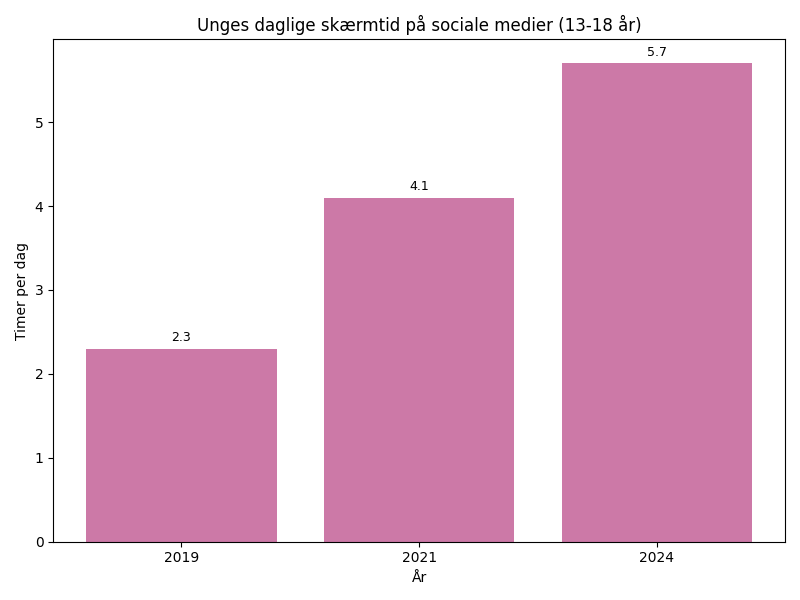 Unges daglige skærmtid på sociale medier (13-18 år)
5.7
4.1
2.3
5
4
3
2
1
0
Timer per dag
2019 2021 2024
År